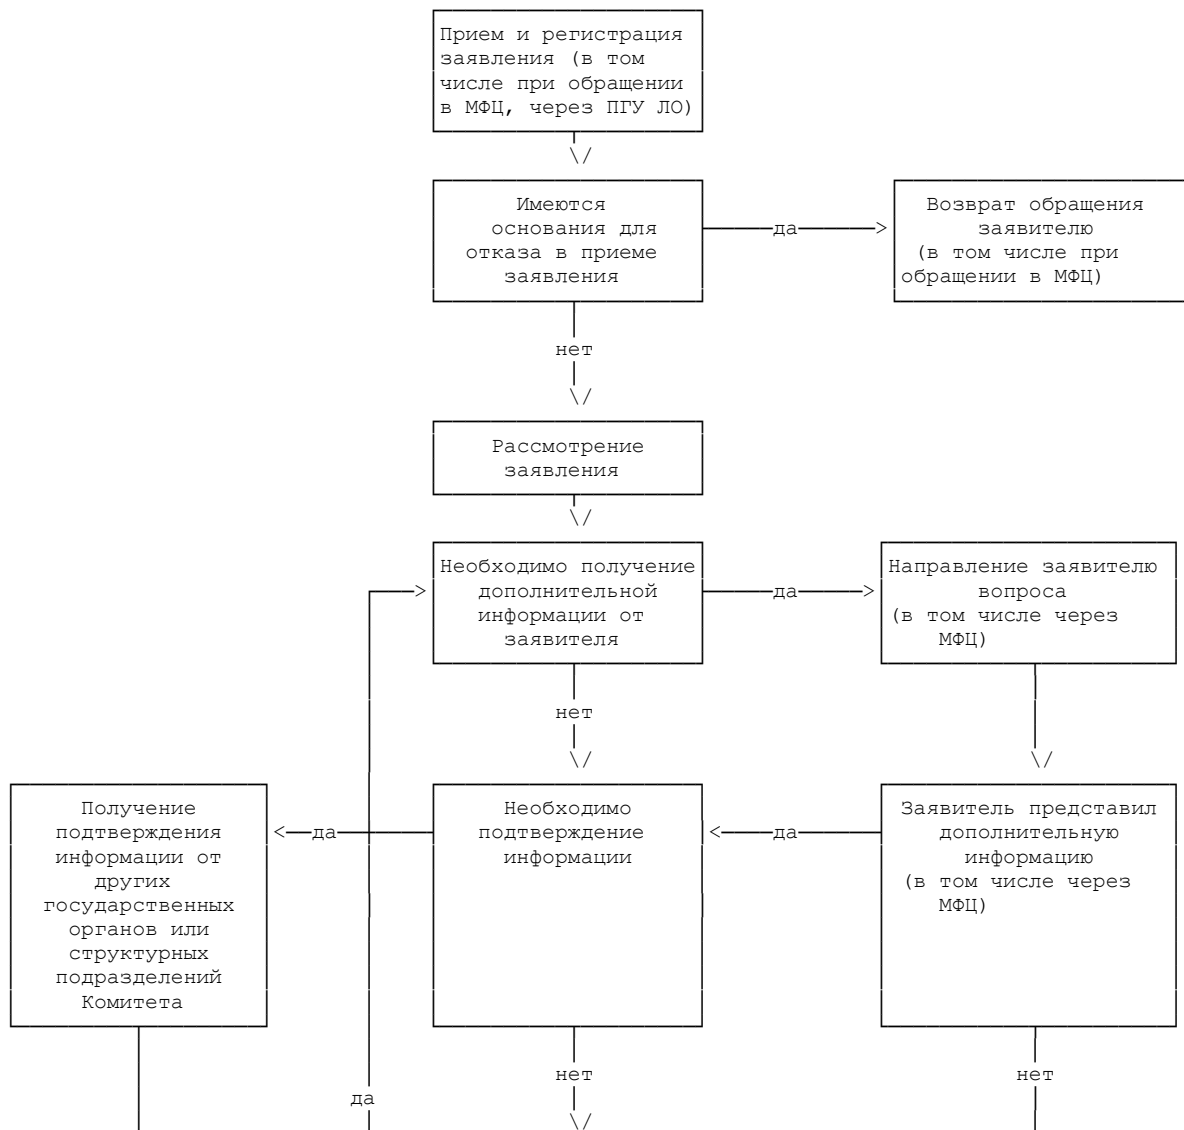 Прием и регистрация
заявления (в том
числе при обращении
в МФЦ, через ПГУ ЛО)
Имеются
основания для
отказа в приеме
заявления
да
Возврат обращения
заявителю
(в том числе при
обращении в МФЦ)
нет
Рассмотрение
заявления
Необходимо получение
дополнительной
информации от
заявителя
да
Направление заявителю
вопроса
(в том числе через
МФЦ)
нет
Получение
подтверждения
информации от
других
государственных
органов или
структурных
подразделений
Комитета
да
Необходимо
подтверждение
информации
да
Заявитель представил
дополнительную
информацию
(в том числе через
МФЦ)
нет
нет
да